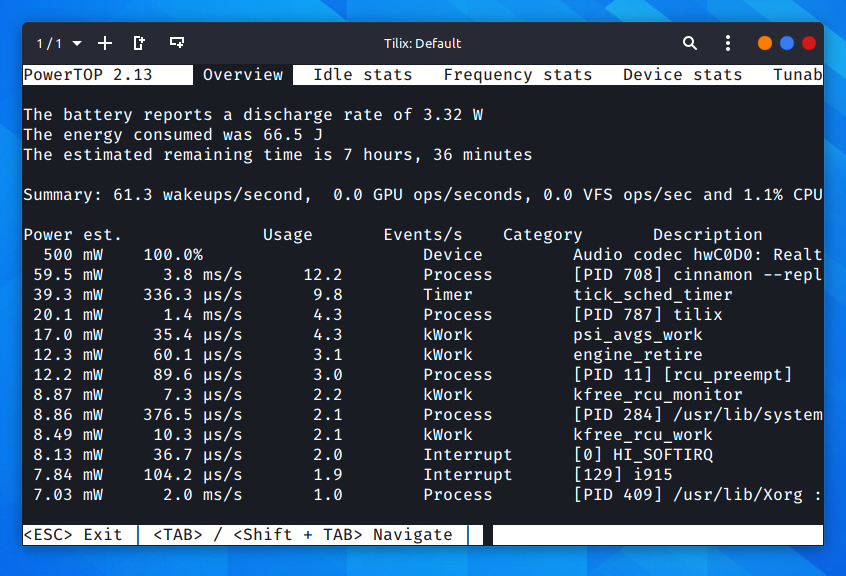 1 / 1 Tilix: Default
PowerTOP 2.13 Overview Idle stats Frequency stats Device stats Tunab
The battery reports a discharge rate of 3.32 W
The energy consumed was 66.5 J
The estimated remaining time is 7 hours, 36 minutes
Summary: 61.3 wakeups/second, 0.0 GPU ops/seconds, 0.0 VFS ops/sec and 1.1% CPU
Power est. Usage Events/s Category Description
500 mW 100.0% Device Audio codec hwC0D0: Realt
59.5 mW 3.8 ms/s 12.2 Process [PID 708] cinnamon --repl
39.3 mW 336.3 µs/s 9.8 Timer tick_sched_timer
20.1 mW 1.4 ms/s 4.3 Process [PID 787] tilix
17.0 mW 35.4 µs/s 4.3 kWork psi_avgs_work
12.3 mW 60.1 µs/s 3.1 kWork engine_retire
12.2 mW 89.6 µs/s 3.0 Process [PID 11] [rcu_preempt]
8.87 mW 7.3 µs/s 2.2 kWork kfree_rcu_monitor
8.86 mW 376.5 µs/s 2.1 Process [PID 284] /usr/lib/system
8.49 mW 10.3 µs/s 2.1 kWork kfree_rcu_work
8.13 mW 36.7 µs/s 2.0 Interrupt [0] HI_SOFTIRQ
7.84 mW 104.2 µs/s 1.9 Interrupt [129] i915
7.03 mW 2.0 ms/s 1.0 Process [PID 409] /usr/lib/Xorg :
<ESC> Exit | <TAB> / <Shift + TAB> Navigate |